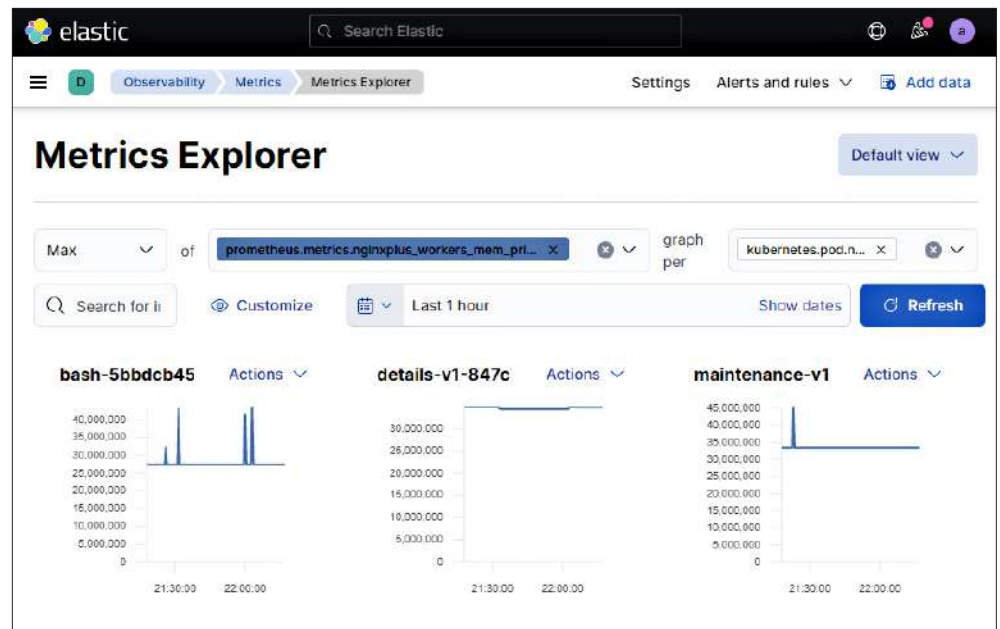 elastic
Search Elastic
a
D
Observability
Metrics
Metrics Explorer
Settings
Alerts and rules
Add data
Metrics Explorer
Default view
Max
of
prometheus.metrics.nginxplus_workers_mem_pri... ×
graph per
kubernetes.pod.n... ×
Search for i
Customize
Last 1 hour
Show dates
Refresh
bash-5bbdcb45
Actions
details-v1-847c
Actions
maintenance-v1
Actions
40,000,000
35,000,000
30,000,000
25,000,000
20,000,000
15,000,000
10,000,000
5,000,000
0
21:30:00
22:00:00
30,000,000
25,000,000
20,000,000
15,000,000
10,000,000
5,000,000
0
21:30:00
22:00:00
45,000,000
40,000,000
35,000,000
30,000,000
25,000,000
20,000,000
15,000,000
10,000,000
5,000,000
0
21:30:00
22:00:00